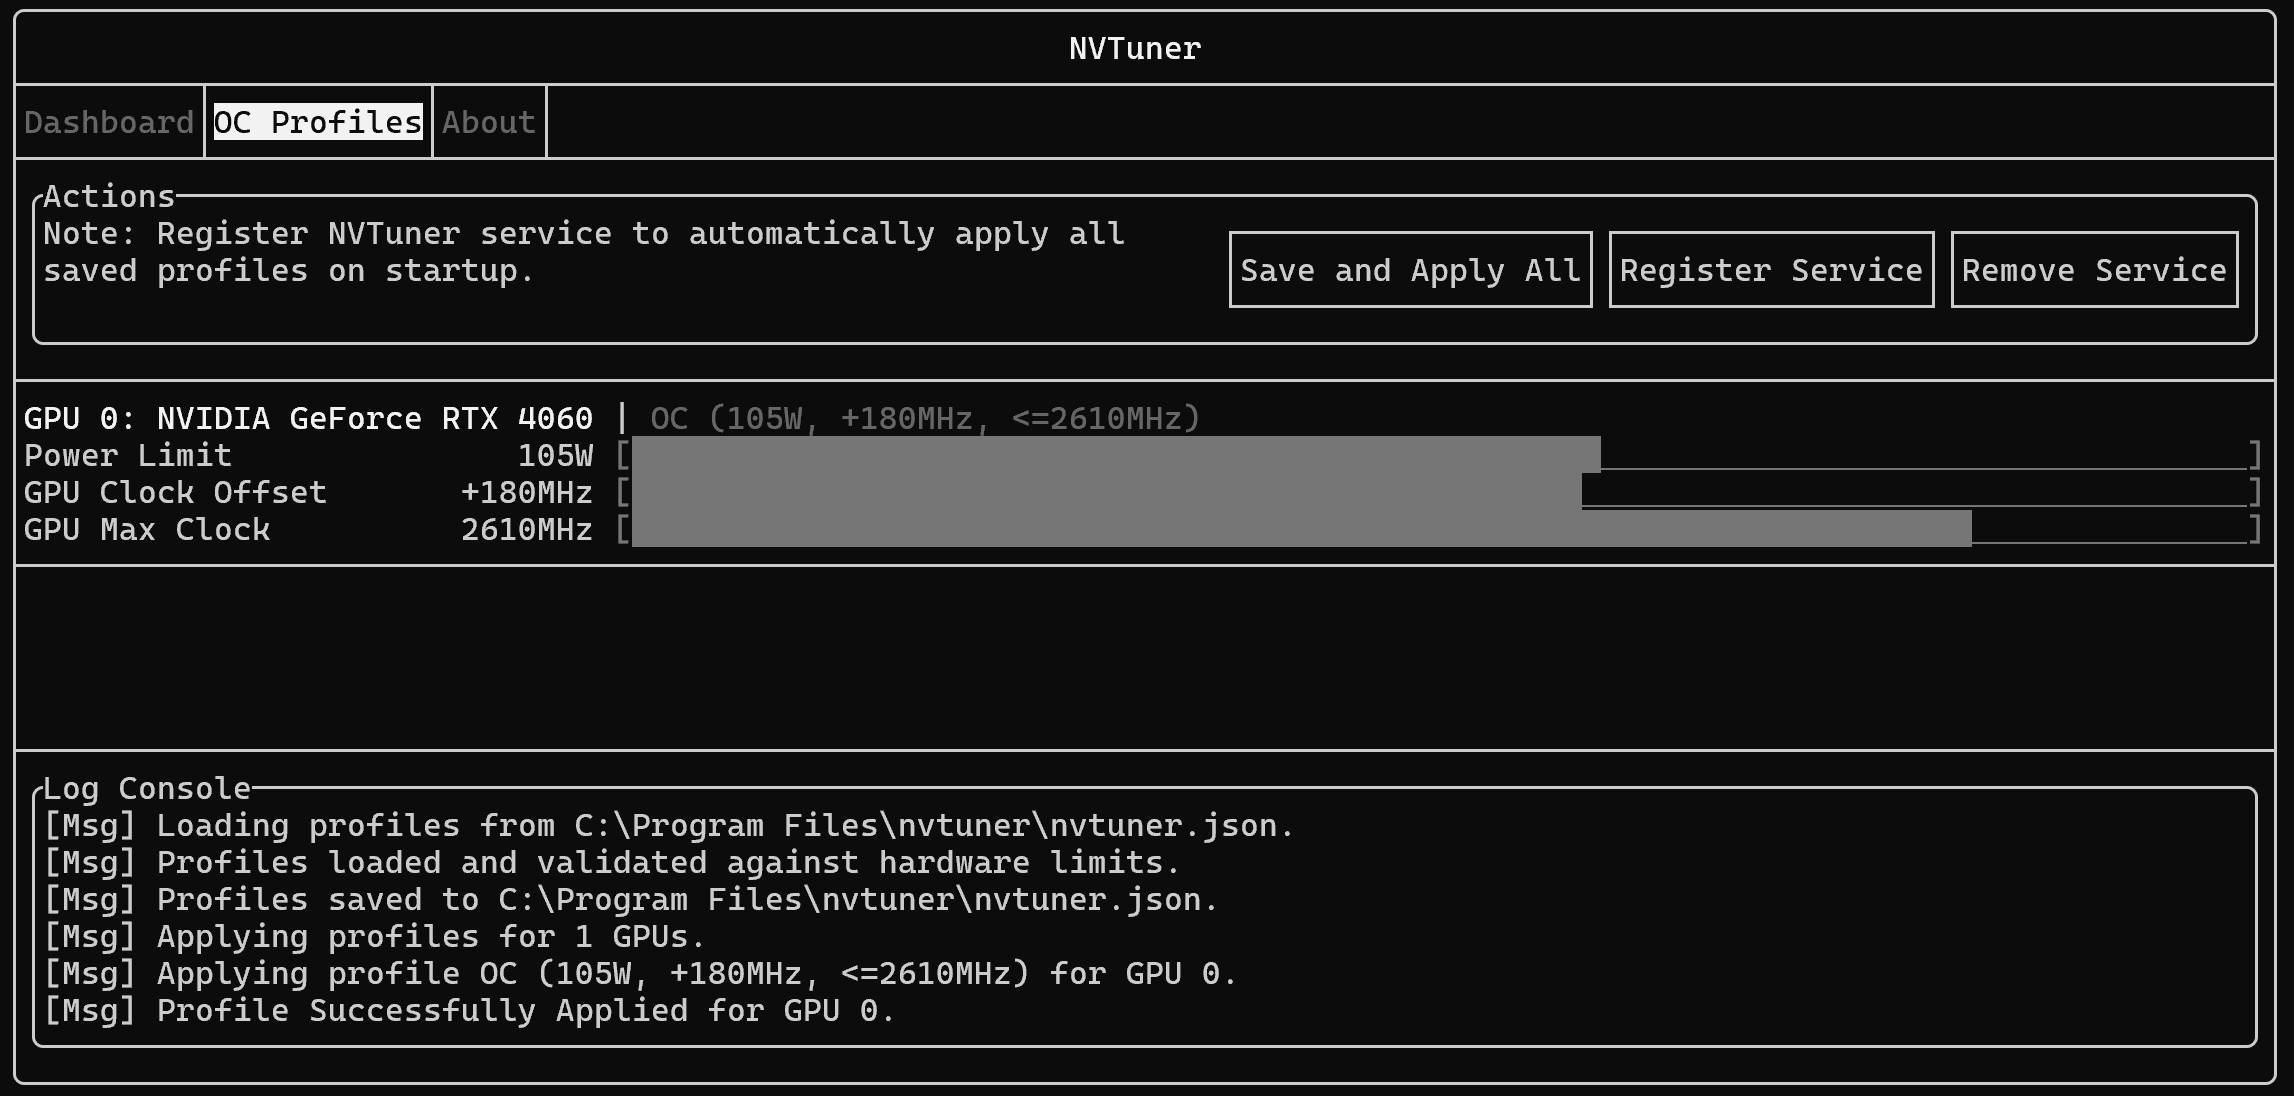 NVTuner
Dashboard OC Profiles About
Actions
Note: Register NVTuner service to automatically apply all
saved profiles on startup.
Save and Apply All Register Service Remove Service
GPU 0: NVIDIA GeForce RTX 4060 | OC (105W, +180MHz, <=2610MHz)
Power Limit 105W [ ]
GPU Clock Offset +180MHz [ ]
GPU Max Clock 2610MHz [ ]
Log Console
[Msg] Loading profiles from C:\Program Files\nvtuner\nvtuner.json.
[Msg] Profiles loaded and validated against hardware limits.
[Msg] Profiles saved to C:\Program Files\nvtuner\nvtuner.json.
[Msg] Applying profiles for 1 GPUs.
[Msg] Applying profile OC (105W, +180MHz, <=2610MHz) for GPU 0.
[Msg] Profile Successfully Applied for GPU 0.